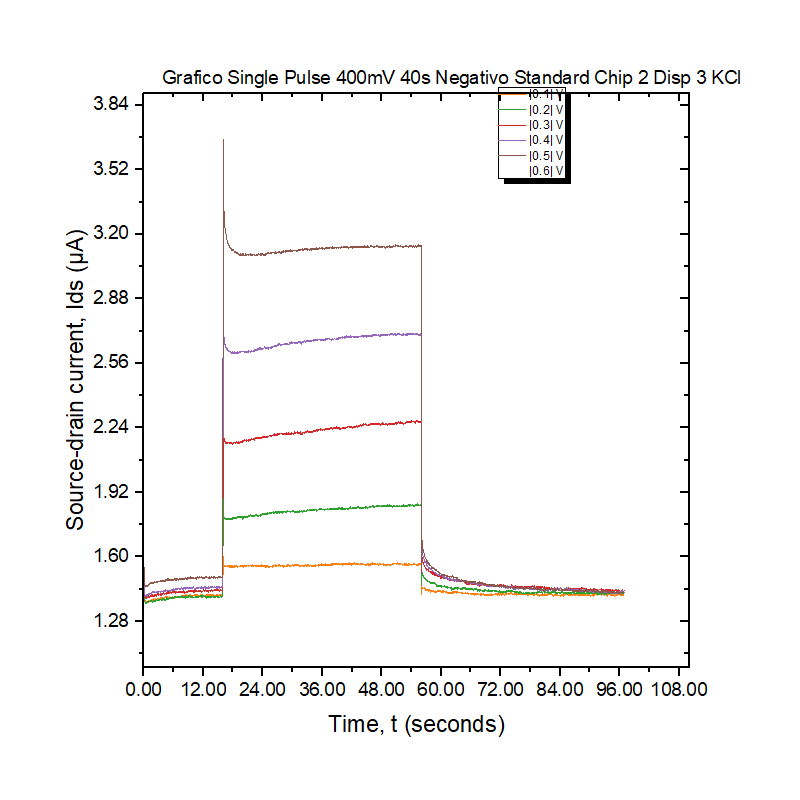 Grafico Single Pulse 400mV 40s Negativo Standard Chip 2 Disp 3 KCl
|0.1| V
|0.2| V
|0.3| V
|0.4| V
|0.5| V
|0.6| V
3.84
3.52
3.20
2.88
2.56
2.24
1.92
1.60
1.28
Source-drain current, Ids (µA)
0.00 12.00 24.00 36.00 48.00 60.00 72.00 84.00 96.00 108.00
Time, t (seconds)